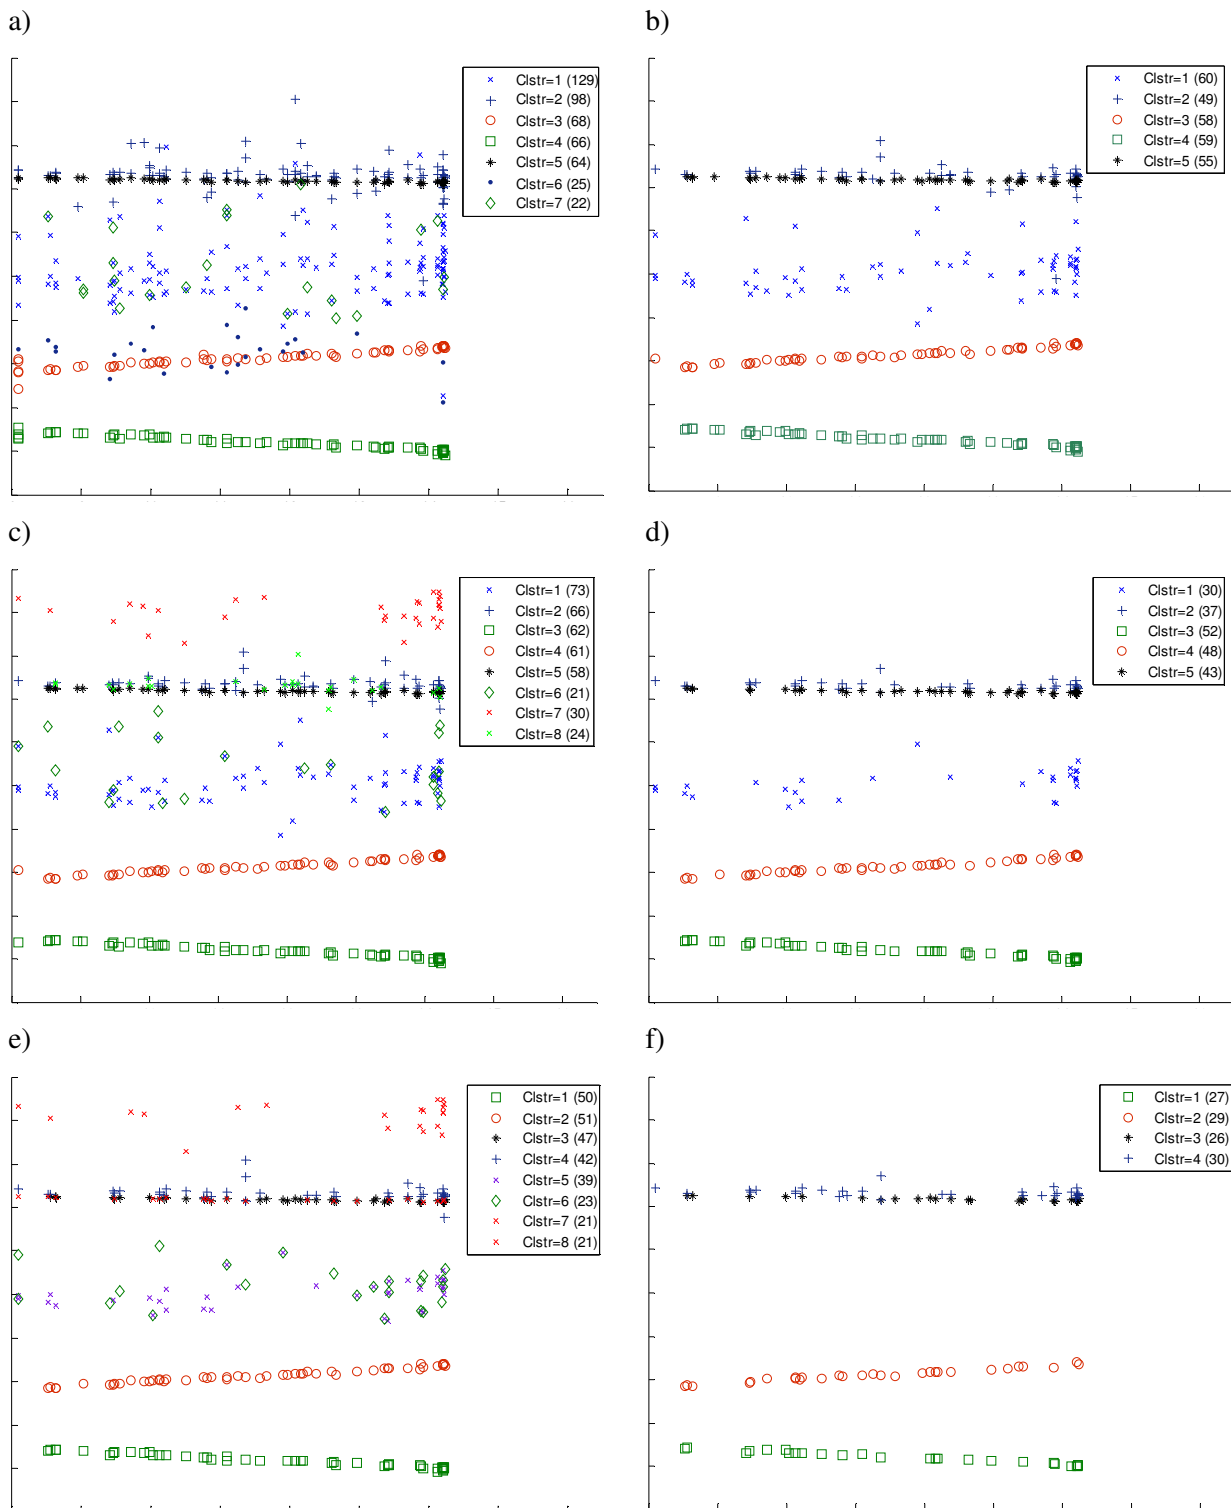 a)
Clstr=1 (129)
Clstr=2 (98)
Clstr=3 (68)
Clstr=4 (66)
Clstr=5 (64)
Clstr=6 (25)
Clstr=7 (22)
b)
Clstr=1 (60)
Clstr=2 (49)
Clstr=3 (58)
Clstr=4 (59)
Clstr=5 (55)
c)
Clstr=1 (73)
Clstr=2 (66)
Clstr=3 (62)
Clstr=4 (61)
Clstr=5 (58)
Clstr=6 (21)
Clstr=7 (30)
Clstr=8 (24)
d)
Clstr=1 (30)
Clstr=2 (37)
Clstr=3 (52)
Clstr=4 (48)
Clstr=5 (43)
e)
Clstr=1 (50)
Clstr=2 (51)
Clstr=3 (47)
Clstr=4 (42)
Clstr=5 (39)
Clstr=6 (23)
Clstr=7 (21)
Clstr=8 (21)
f)
Clstr=1 (27)
Clstr=2 (29)
Clstr=3 (26)
Clstr=4 (30)